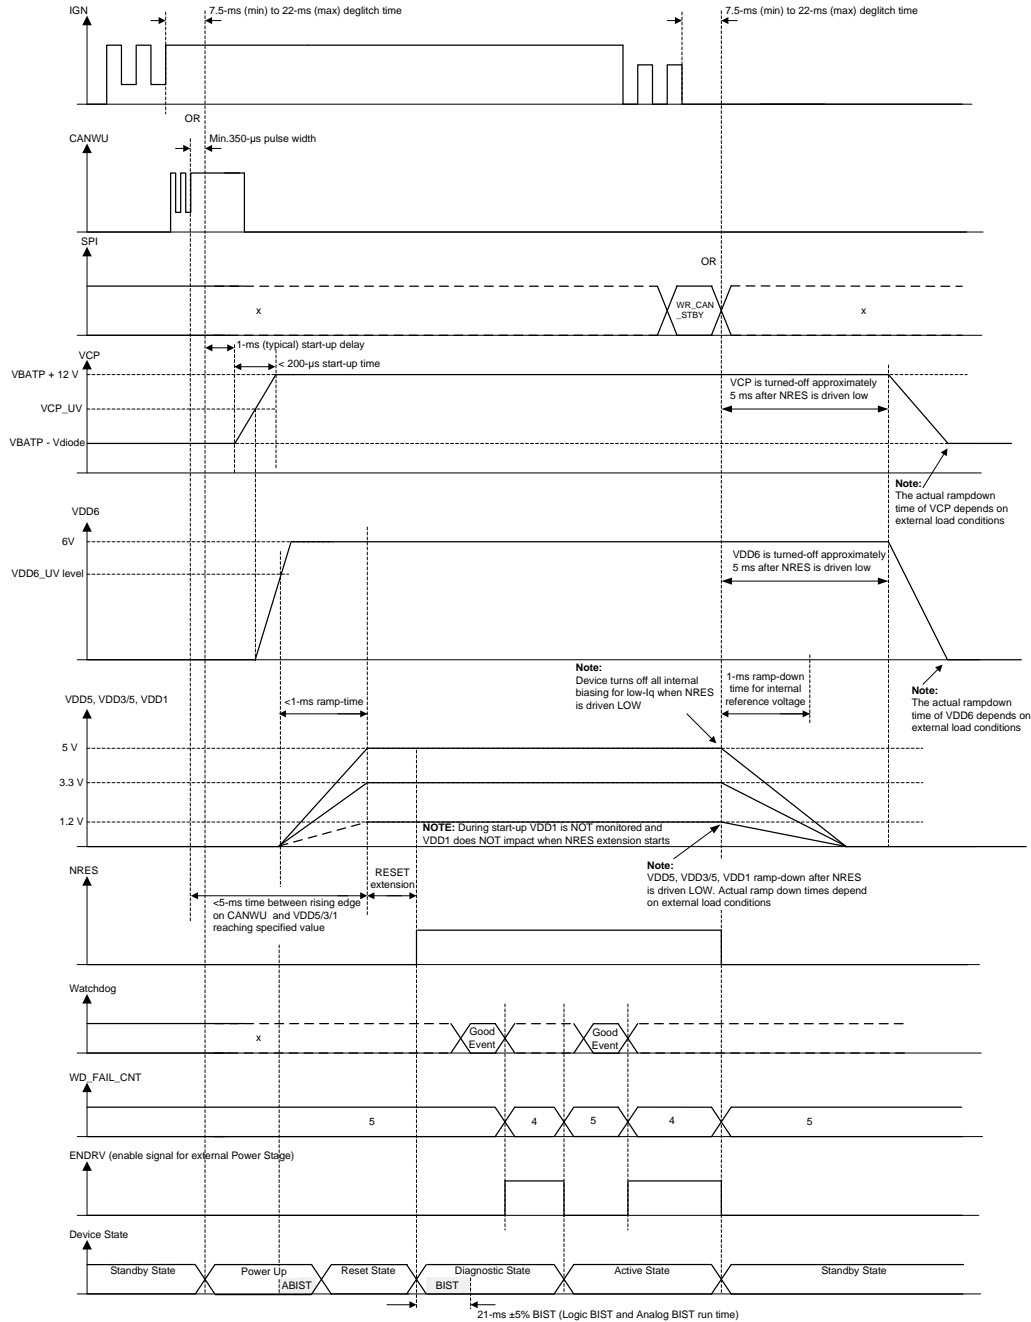 IGN
7.5-ms (min) to 22-ms (max) deglitch time
7.5-ms (min) to 22-ms (max) deglitch time
OR
CANWU
Min.350-µs pulse width
SPI
OR
x
WR_CAN
_STBY
x
1-ms (typical) start-up delay
VCP
< 200-µs start-up time
VBATP + 12 V
VCP is turned-off approximately
5 ms after NRES is driven low
VCP_UV
VBATP - Vdiode
Note:
The actual rampdown
time of VCP depends on
external load conditions
VDD6
6V
VDD6 is turned-off approximately
5 ms after NRES is driven low
VDD6_UV level
Note:
Device turns off all internal
biasing for low-Iq when NRES
is driven LOW
1-ms ramp-down
time for internal
reference voltage
Note:
The actual rampdown
time of VDD6 depends on
external load conditions
VDD5, VDD3/5, VDD1
<1-ms ramp-time
5 V
3.3 V
1.2 V
NOTE: During start-up VDD1 is NOT monitored and
VDD1 does NOT impact when NRES extension starts
Note:
VDD5, VDD3/5, VDD1 ramp-down after NRES
is driven LOW. Actual ramp down times depend
on external load conditions
NRES
RESET
extension
<5-ms time between rising edge
on CANWU and VDD5/3/1
reaching specified value
Watchdog
x
Good
Event
Good
Event
WD_FAIL_CNT
5
4
5
4
5
ENDRV (enable signal for external Power Stage)
Device State
Standby State
Power Up
ABIST
Reset State
Diagnostic State
BIST
Active State
Standby State
21-ms ±5% BIST (Logic BIST and Analog BIST run time)